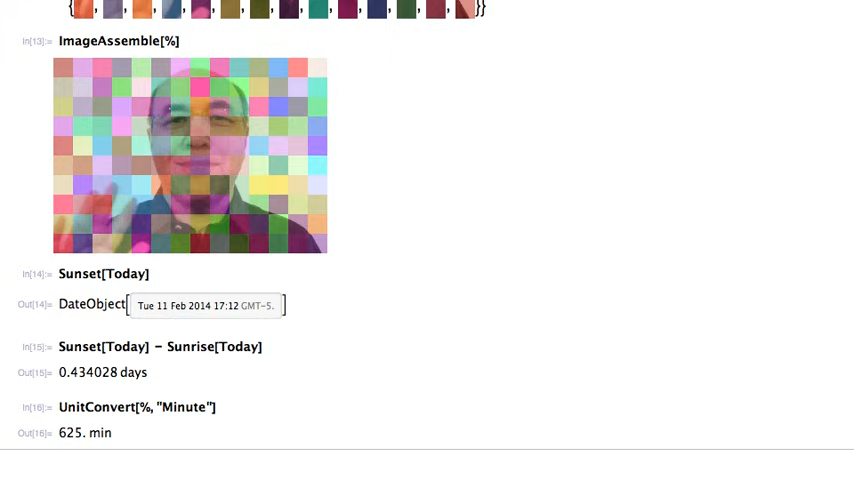 { , , , , , , , , , , , , , }}
In[13]:= ImageAssemble[%]
In[14]:= Sunset[Today]
Out[14]= DateObject[ Tue 11 Feb 2014 17:12 GMT-5. ]
In[15]:= Sunset[Today] − Sunrise[Today]
Out[15]= 0.434028 days
In[16]:= UnitConvert[%, "Minute"]
Out[16]= 625. min